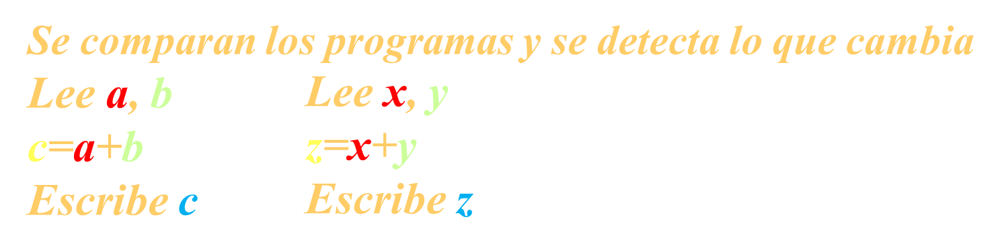 Se comparan los programas y se detecta lo que cambia
Lee a, b Lee x, y
c=a+b z=x+y
Escribe c Escribe z